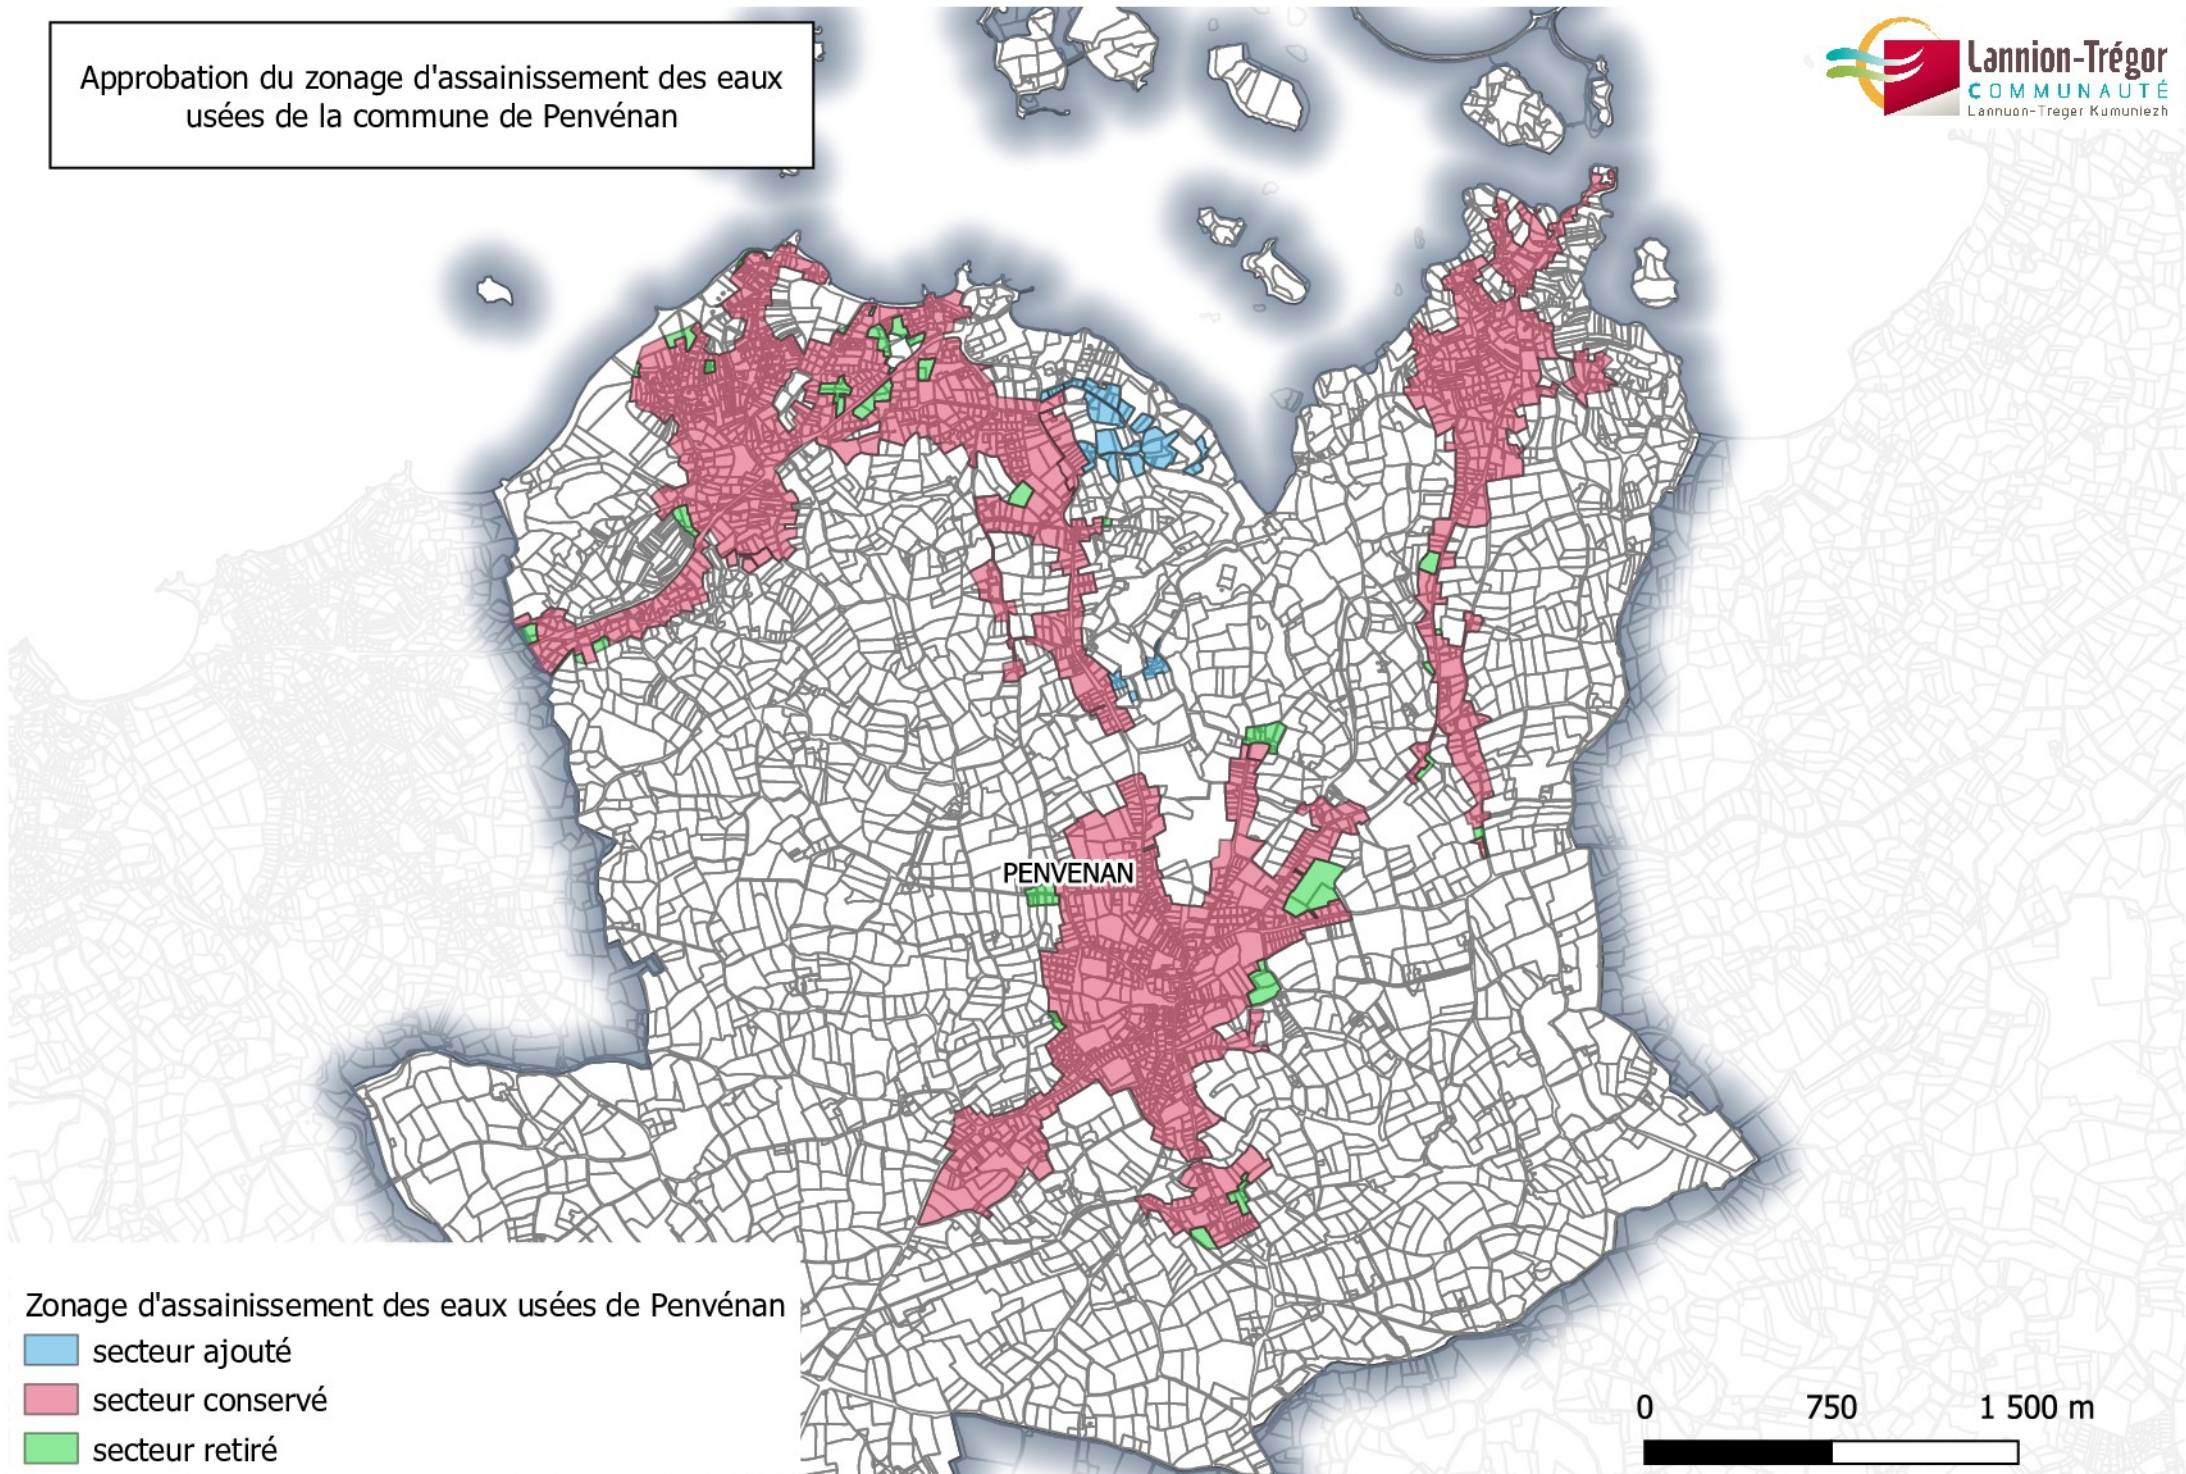 Approbation du zonage d'assainissement des eaux
usées de la commune de Penvénan
Lannion-Trégor
COMMUNAUTÉ
Lannuon-Treger Kumuniezh
PENVENAN
Zonage d'assainissement des eaux usées de Penvénan
secteur ajouté
secteur conservé
secteur retiré
0 750 1 500 m